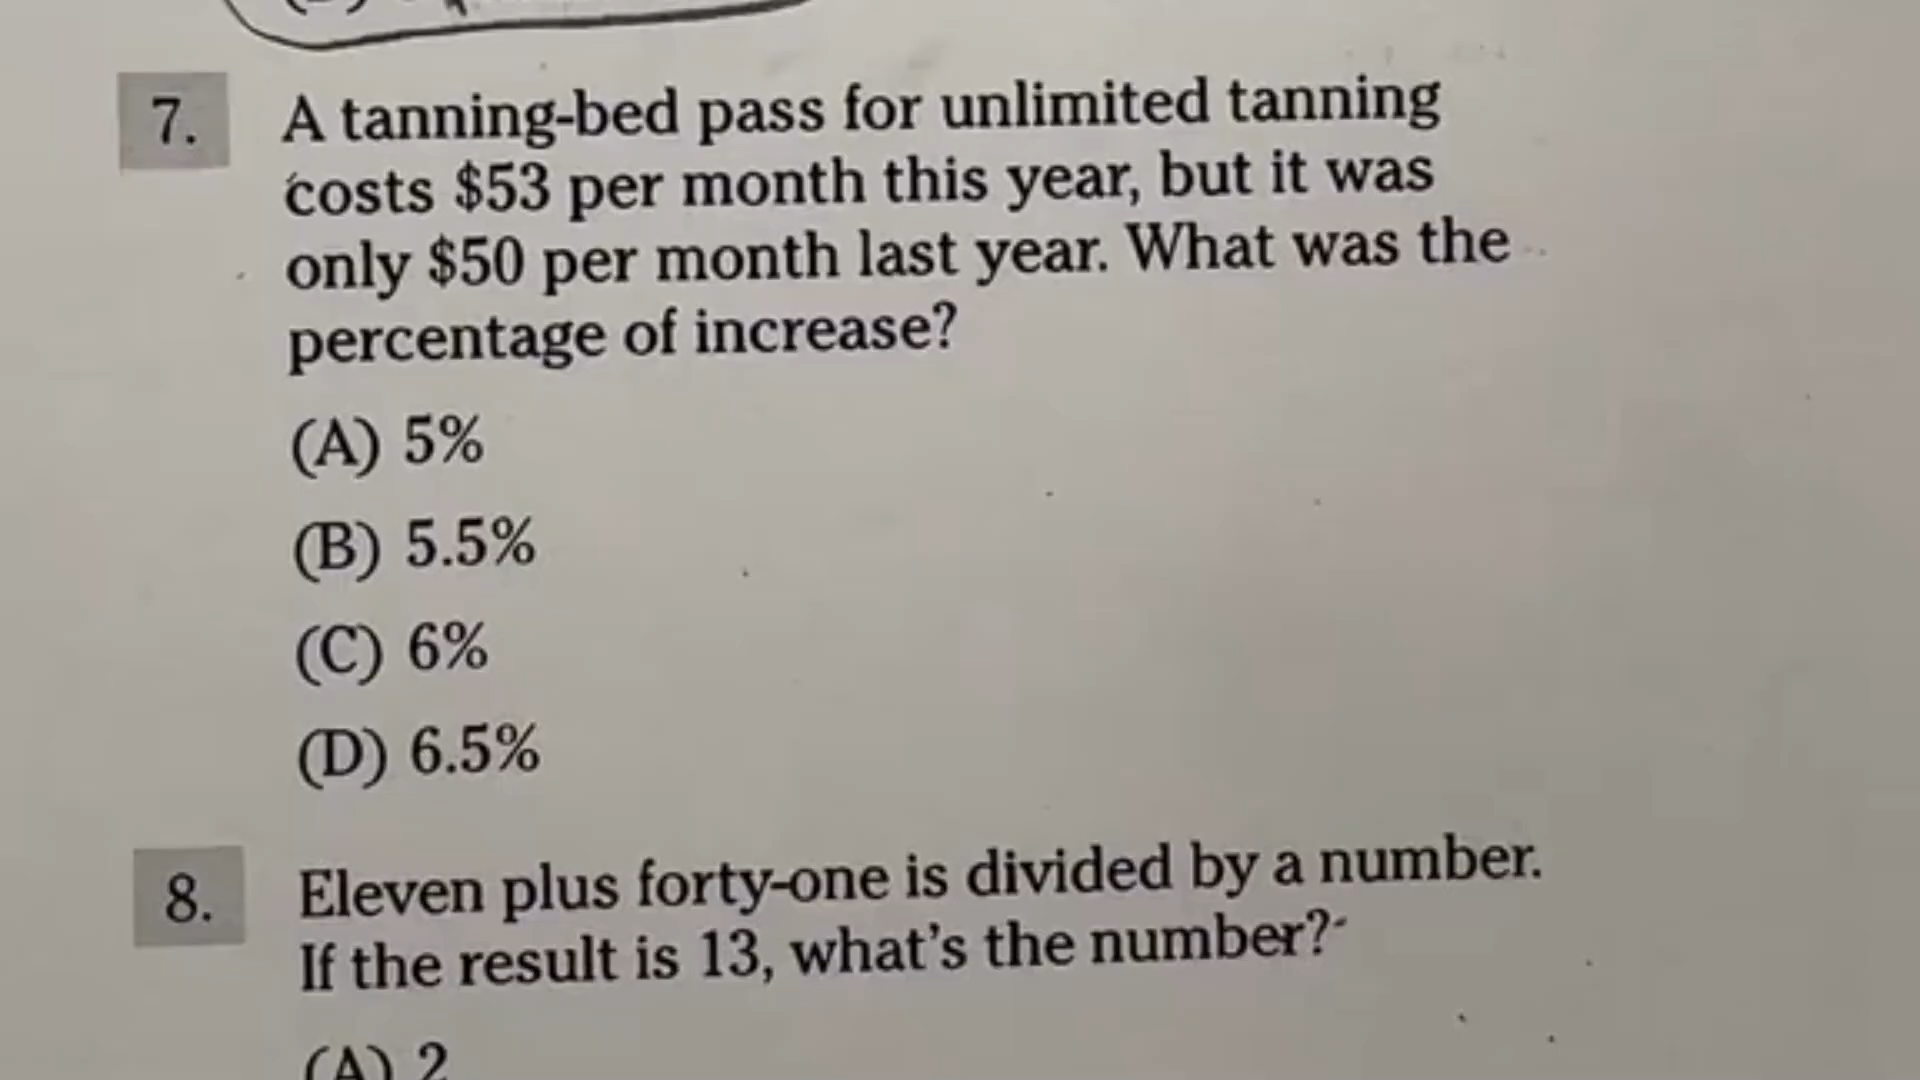 7. A tanning-bed pass for unlimited tanning
costs $53 per month this year, but it was
only $50 per month last year. What was the
percentage of increase?
(A) 5%
(B) 5.5%
(C) 6%
(D) 6.5%
8. Eleven plus forty-one is divided by a number.
If the result is 13, what's the number?
(A) 2